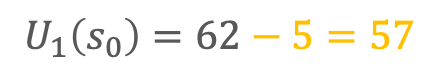 U₁(s₀) = 62 − 5 = 57